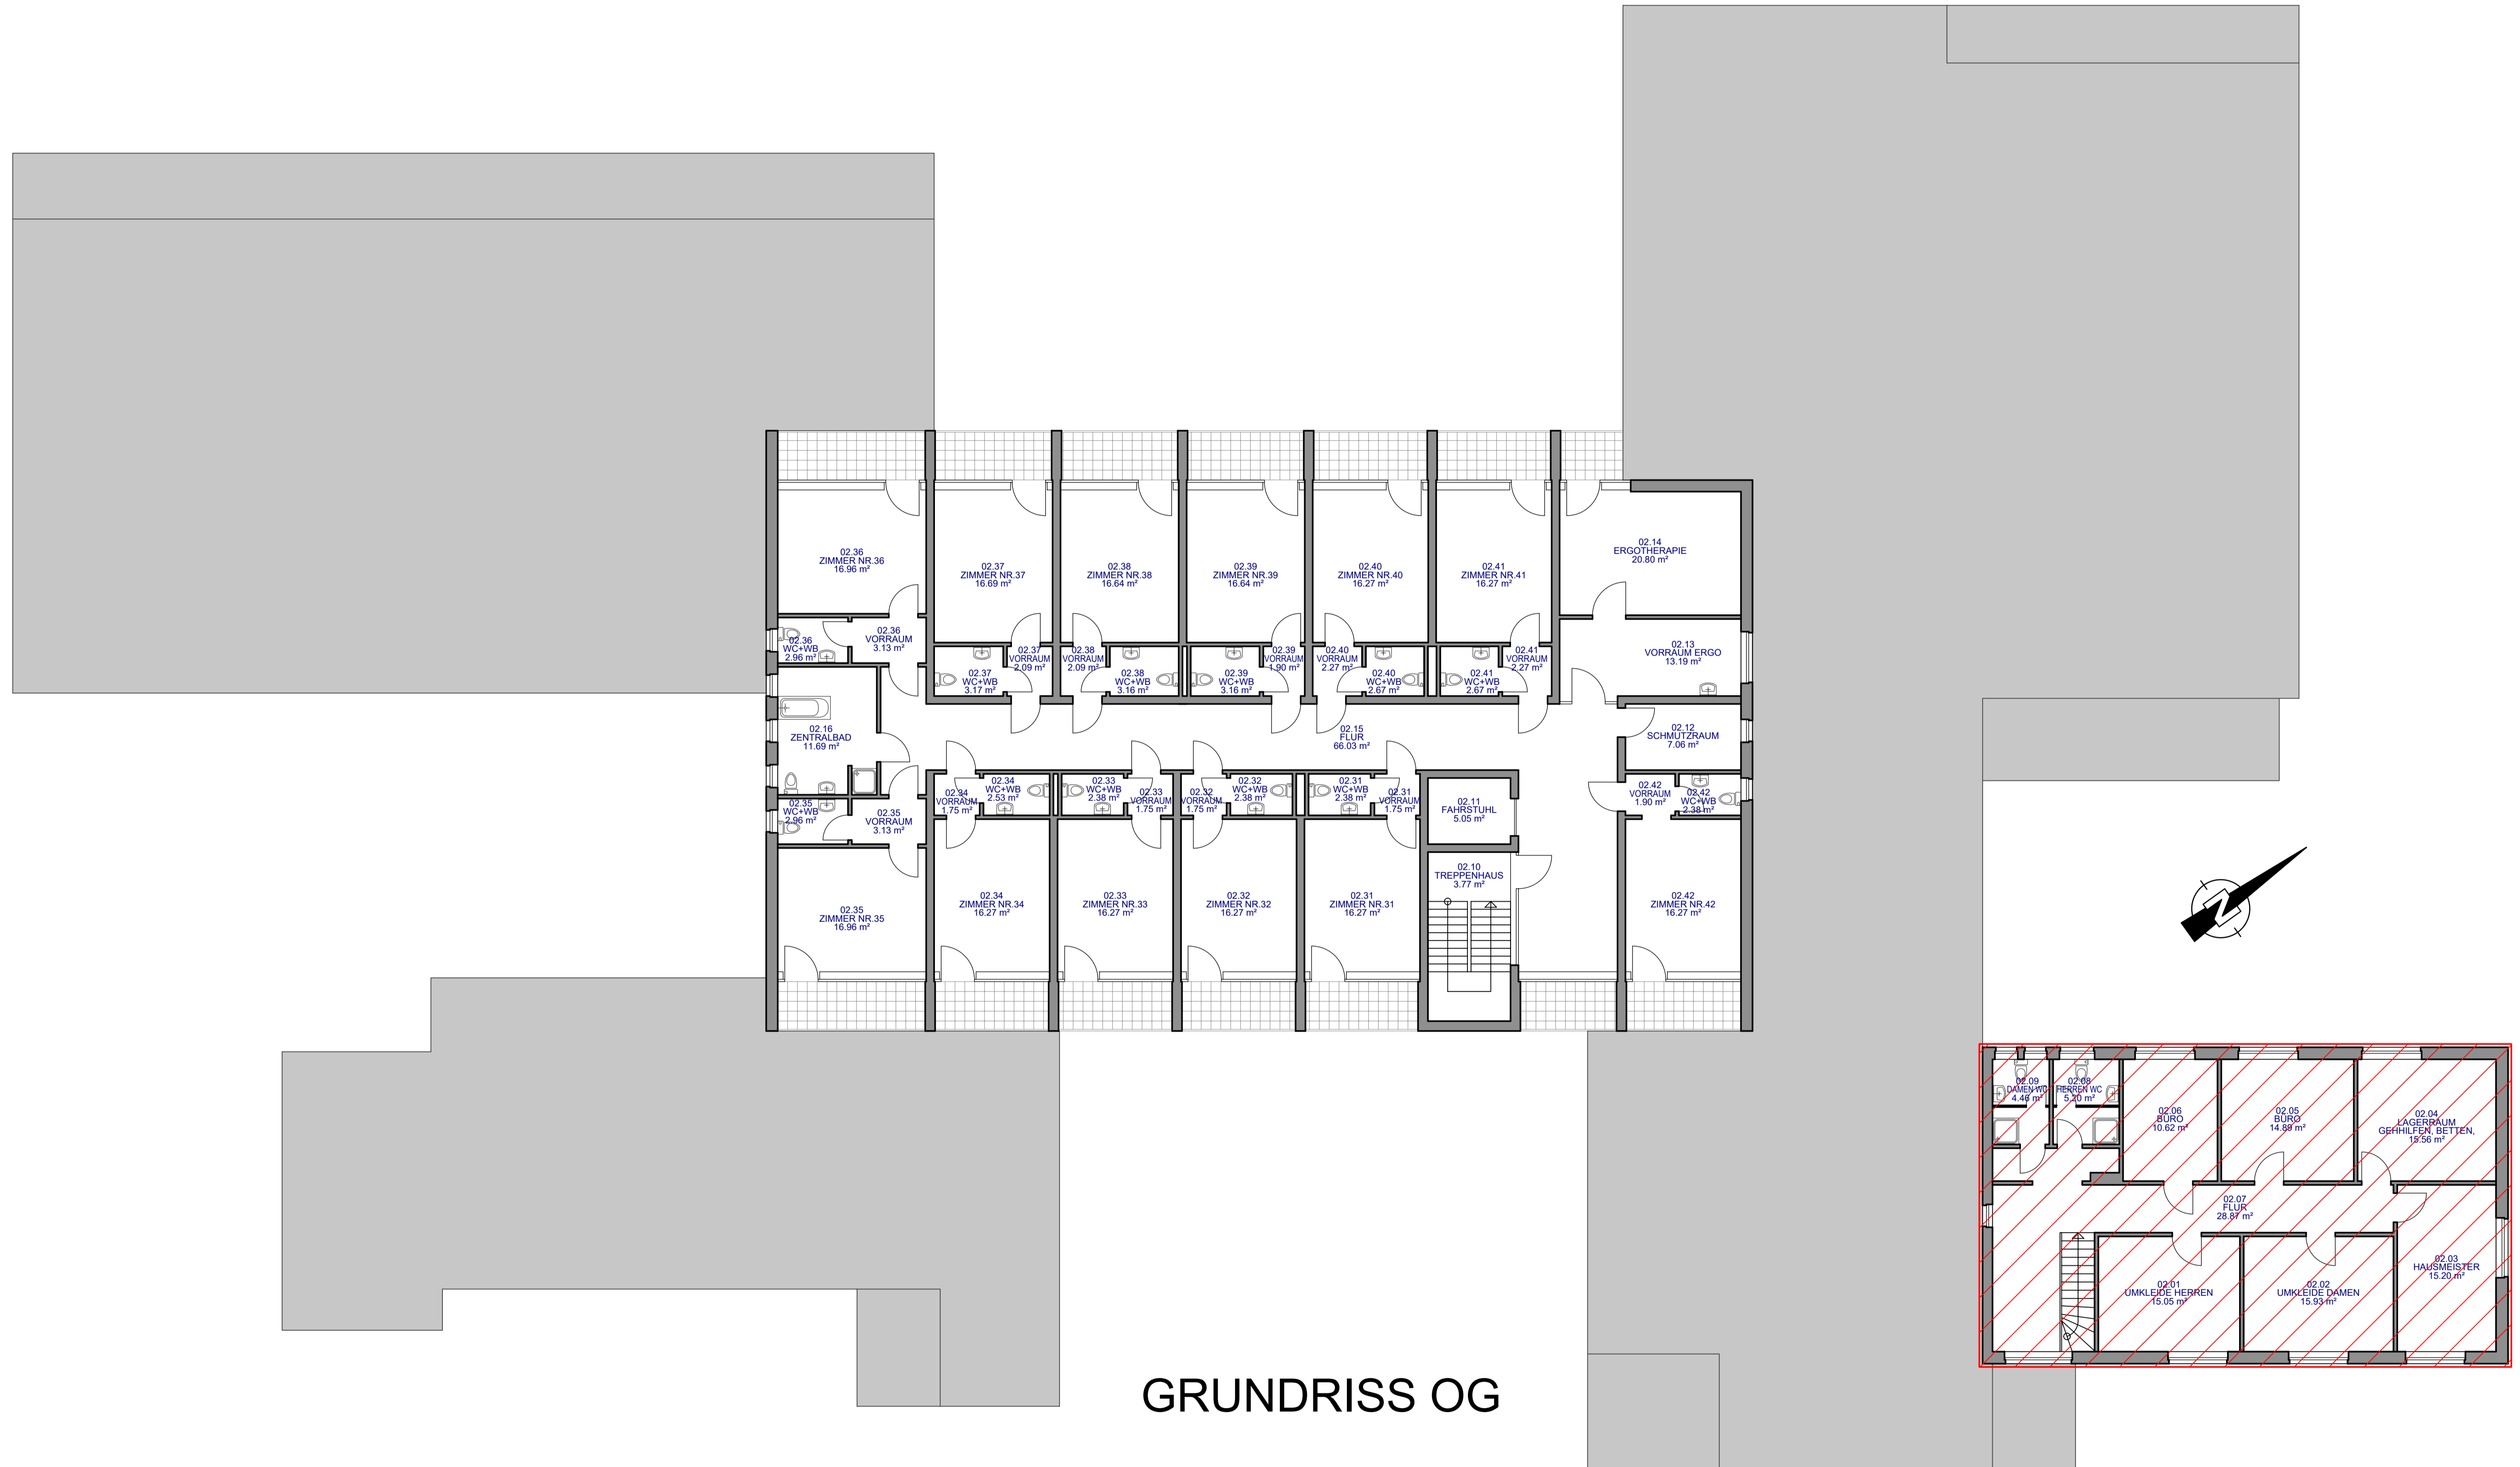 02.36
ZIMMER NR.36
16.96 m²
02.37
ZIMMER NR.37
16.69 m²
02.38
ZIMMER NR.38
16.64 m²
02.39
ZIMMER NR.39
16.64 m²
02.40
ZIMMER NR.40
16.27 m²
02.41
ZIMMER NR.41
16.27 m²
02.14
ERGOTHERAPIE
20.80 m²
02.36
WC+WB
2.96 m²
02.36
VORRAUM
3.13 m²
02.37
WC+WB
3.17 m²
02.37
VORRAUM
2.09 m²
02.38
VORRAUM
2.09 m²
02.38
WC+WB
3.16 m²
02.39
WC+WB
3.16 m²
02.39
VORRAUM
1.90 m²
02.40
VORRAUM
2.27 m²
02.40
WC+WB
2.67 m²
02.41
WC+WB
2.67 m²
02.41
VORRAUM
2.27 m²
02.13
VORRAUM ERGO
13.19 m²
02.16
ZENTRALBAD
11.69 m²
02.15
FLUR
66.03 m²
02.12
SCHMUTZRAUM
7.06 m²
02.35
WC+WB
2.96 m²
02.35
VORRAUM
3.13 m²
02.34
VORRAUM
1.75 m²
02.34
WC+WB
2.53 m²
02.33
WC+WB
2.38 m²
02.33
VORRAUM
1.75 m²
02.32
VORRAUM
1.75 m²
02.32
WC+WB
2.38 m²
02.31
WC+WB
2.38 m²
02.31
VORRAUM
1.75 m²
02.11
FAHRSTUHL
5.05 m²
02.42
VORRAUM
1.90 m²
02.42
WC+WB
2.38 m²
02.35
ZIMMER NR.35
16.96 m²
02.34
ZIMMER NR.34
16.27 m²
02.33
ZIMMER NR.33
16.27 m²
02.32
ZIMMER NR.32
16.27 m²
02.31
ZIMMER NR.31
16.27 m²
02.10
TREPPENHAUS
3.77 m²
02.42
ZIMMER NR.42
16.27 m²
N
02.09
DAMEN WC
4.46 m²
02.08
HERREN WC
5.20 m²
02.06
BÜRO
10.62 m²
02.05
BÜRO
14.89 m²
02.04
LAGERRAUM
GEHHILFEN, BETTEN,
15.56 m²
02.07
FLUR
28.87 m²
02.03
HAUSMEISTER
15.20 m²
02.01
UMKLEIDE HERREN
15.05 m²
02.02
UMKLEIDE DAMEN
15.93 m²
GRUNDRISS OG